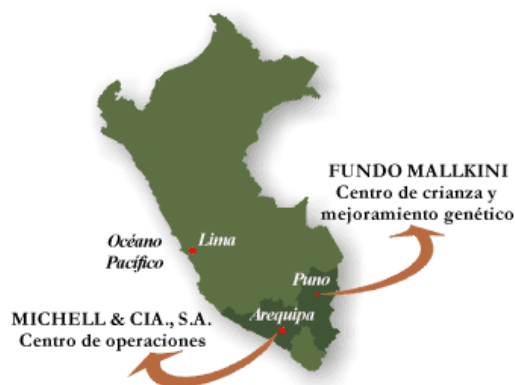 FUNDO MALLKINI
Centro de crianza y
mejoramiento genético
Océano
Pacífico
Lima
Puno
Arequipa
MICHELL & CIA., S.A.
Centro de operaciones